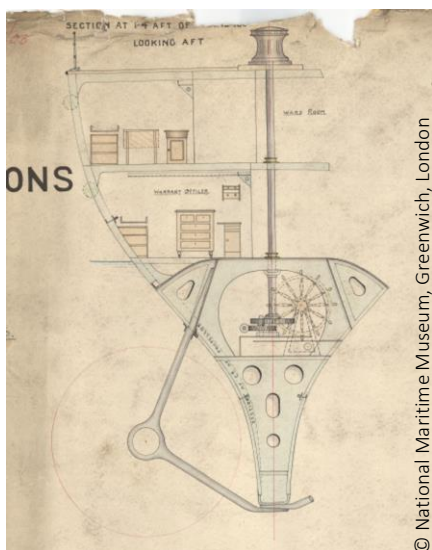 SECTION AT 1·4 AFT OF
LOOKING AFT
WARD ROOM
ONS
WARRANT OFFICER
© National Maritime Museum, Greenwich, London